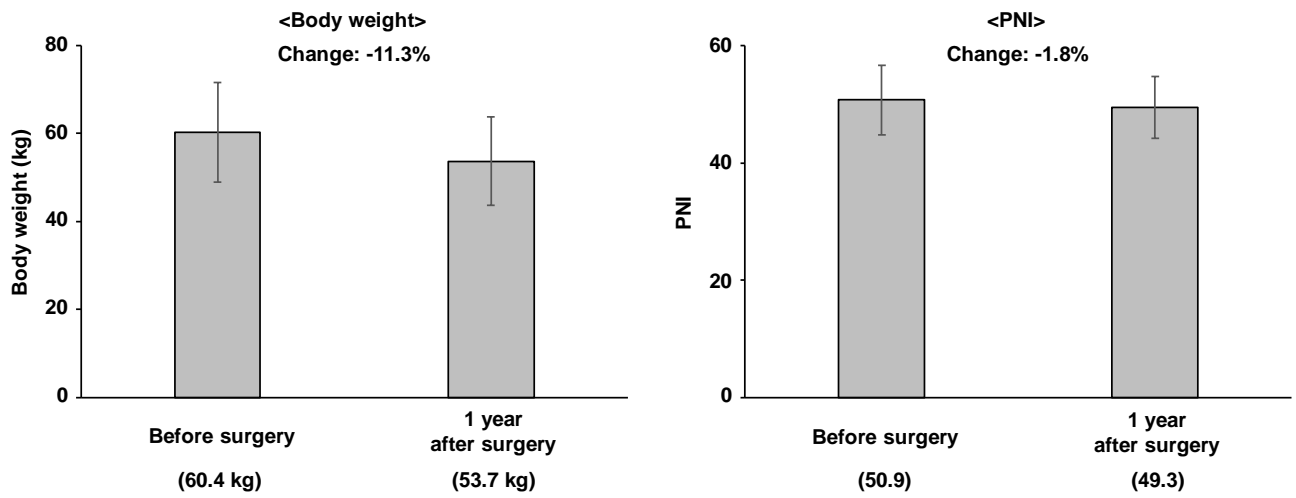 <Body weight>
Change: -11.3%
80
60
40
20
0
Body weight (kg)
Before surgery
1 year
after surgery
(60.4 kg)
(53.7 kg)
<PNI>
Change: -1.8%
60
40
20
0
PNI
Before surgery
1 year
after surgery
(50.9)
(49.3)